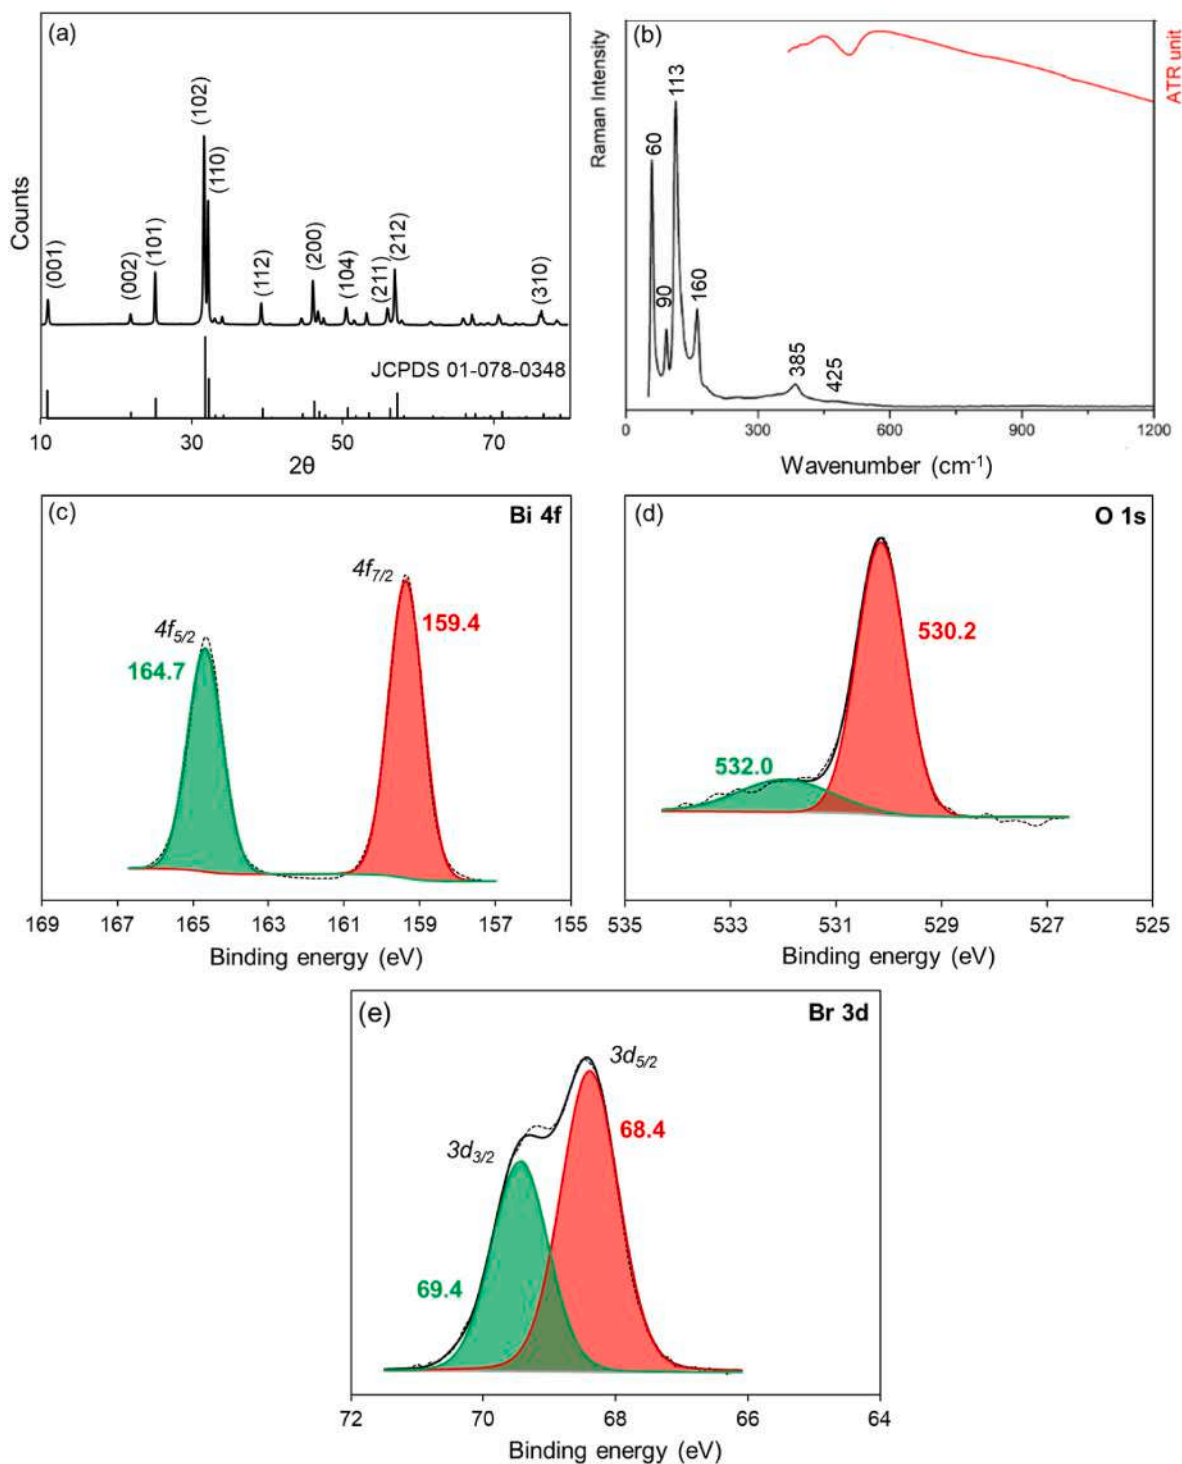 (a)
Counts
(001)
(002)
(101)
(102)
(110)
(112)
(200)
(104)
(211)
(212)
(310)
JCPDS 01-078-0348
10
30
50
70
2θ
(b)
Raman Intensity
ATR unit
60
90
113
160
385
425
0
300
600
900
1200
Wavenumber (cm⁻¹)
(c)
Bi 4f
4f₅/₂
164.7
4f₇/₂
159.4
169
167
165
163
161
159
157
155
Binding energy (eV)
(d)
O 1s
532.0
530.2
535
533
531
529
527
525
Binding energy (eV)
(e)
Br 3d
3d₅/₂
68.4
3d₃/₂
69.4
72
70
68
66
64
Binding energy (eV)